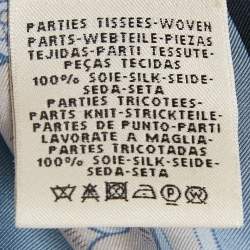 PARTIES TISSEES-WOVEN
PARTS-WEBTEILE-PIEZAS
TEJIDAS-PARTI TESSUTE-
PEÇAS TECIDAS
100% SOIE-SILK-SEIDE-
SEDA-SETA
PARTIES TRICOTEES-
PARTS KNIT-STRICKTEILE-
PARTES DE PUNTO-PARTI
LAVORATE A MAGLIA-
PARTES TRICOTADAS
100% SOIE-SILK-SEIDE-
SEDA-SETA